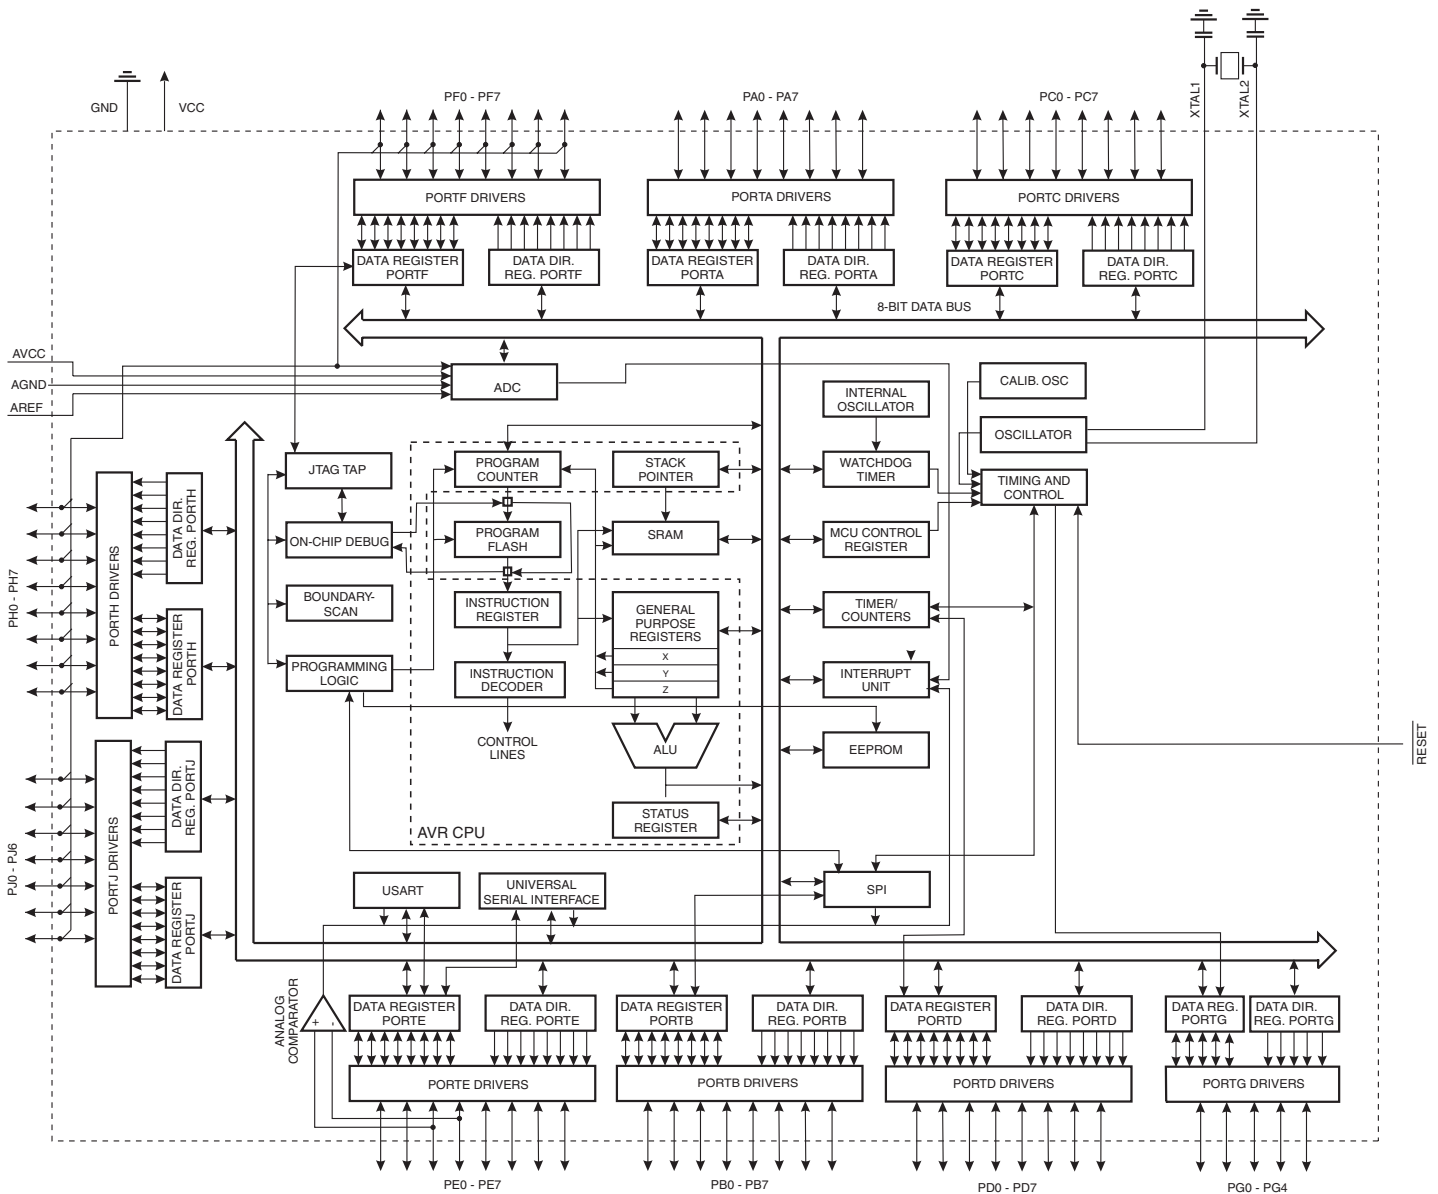 XTAL1
XTAL2
GND
VCC
PF0 - PF7
PA0 - PA7
PC0 - PC7
PORTF DRIVERS
PORTA DRIVERS
PORTC DRIVERS
DATA REGISTER
PORTF
DATA DIR.
REG. PORTF
DATA REGISTER
PORTA
DATA DIR.
REG. PORTA
DATA REGISTER
PORTC
DATA DIR.
REG. PORTC
8-BIT DATA BUS
AVCC
AGND
AREF
ADC
INTERNAL
OSCILLATOR
CALIB. OSC
OSCILLATOR
JTAG TAP
PROGRAM
COUNTER
STACK
POINTER
WATCHDOG
TIMER
TIMING AND
CONTROL
ON-CHIP DEBUG
PROGRAM
FLASH
SRAM
MCU CONTROL
REGISTER
BOUNDARY-
SCAN
INSTRUCTION
REGISTER
GENERAL
PURPOSE
REGISTERS
X
Y
Z
TIMER/
COUNTERS
PROGRAMMING
LOGIC
INSTRUCTION
DECODER
INTERRUPT
UNIT
CONTROL
LINES
ALU
EEPROM
RESET
STATUS
REGISTER
AVR CPU
PH0 - PH7
PORTH DRIVERS
DATA DIR.
REG. PORTH
DATA REGISTER
PORTH
PJ0 - PJ6
PORTJ DRIVERS
DATA DIR.
REG. PORTJ
DATA REGISTER
PORTJ
USART
UNIVERSAL
SERIAL INTERFACE
SPI
ANALOG
COMPARATOR
+
-
DATA REGISTER
PORTE
DATA DIR.
REG. PORTE
DATA REGISTER
PORTB
DATA DIR.
REG. PORTB
DATA REGISTER
PORTD
DATA DIR.
REG. PORTD
DATA REG.
PORTG
DATA DIR.
REG. PORTG
PORTE DRIVERS
PORTB DRIVERS
PORTD DRIVERS
PORTG DRIVERS
PE0 - PE7
PB0 - PB7
PD0 - PD7
PG0 - PG4